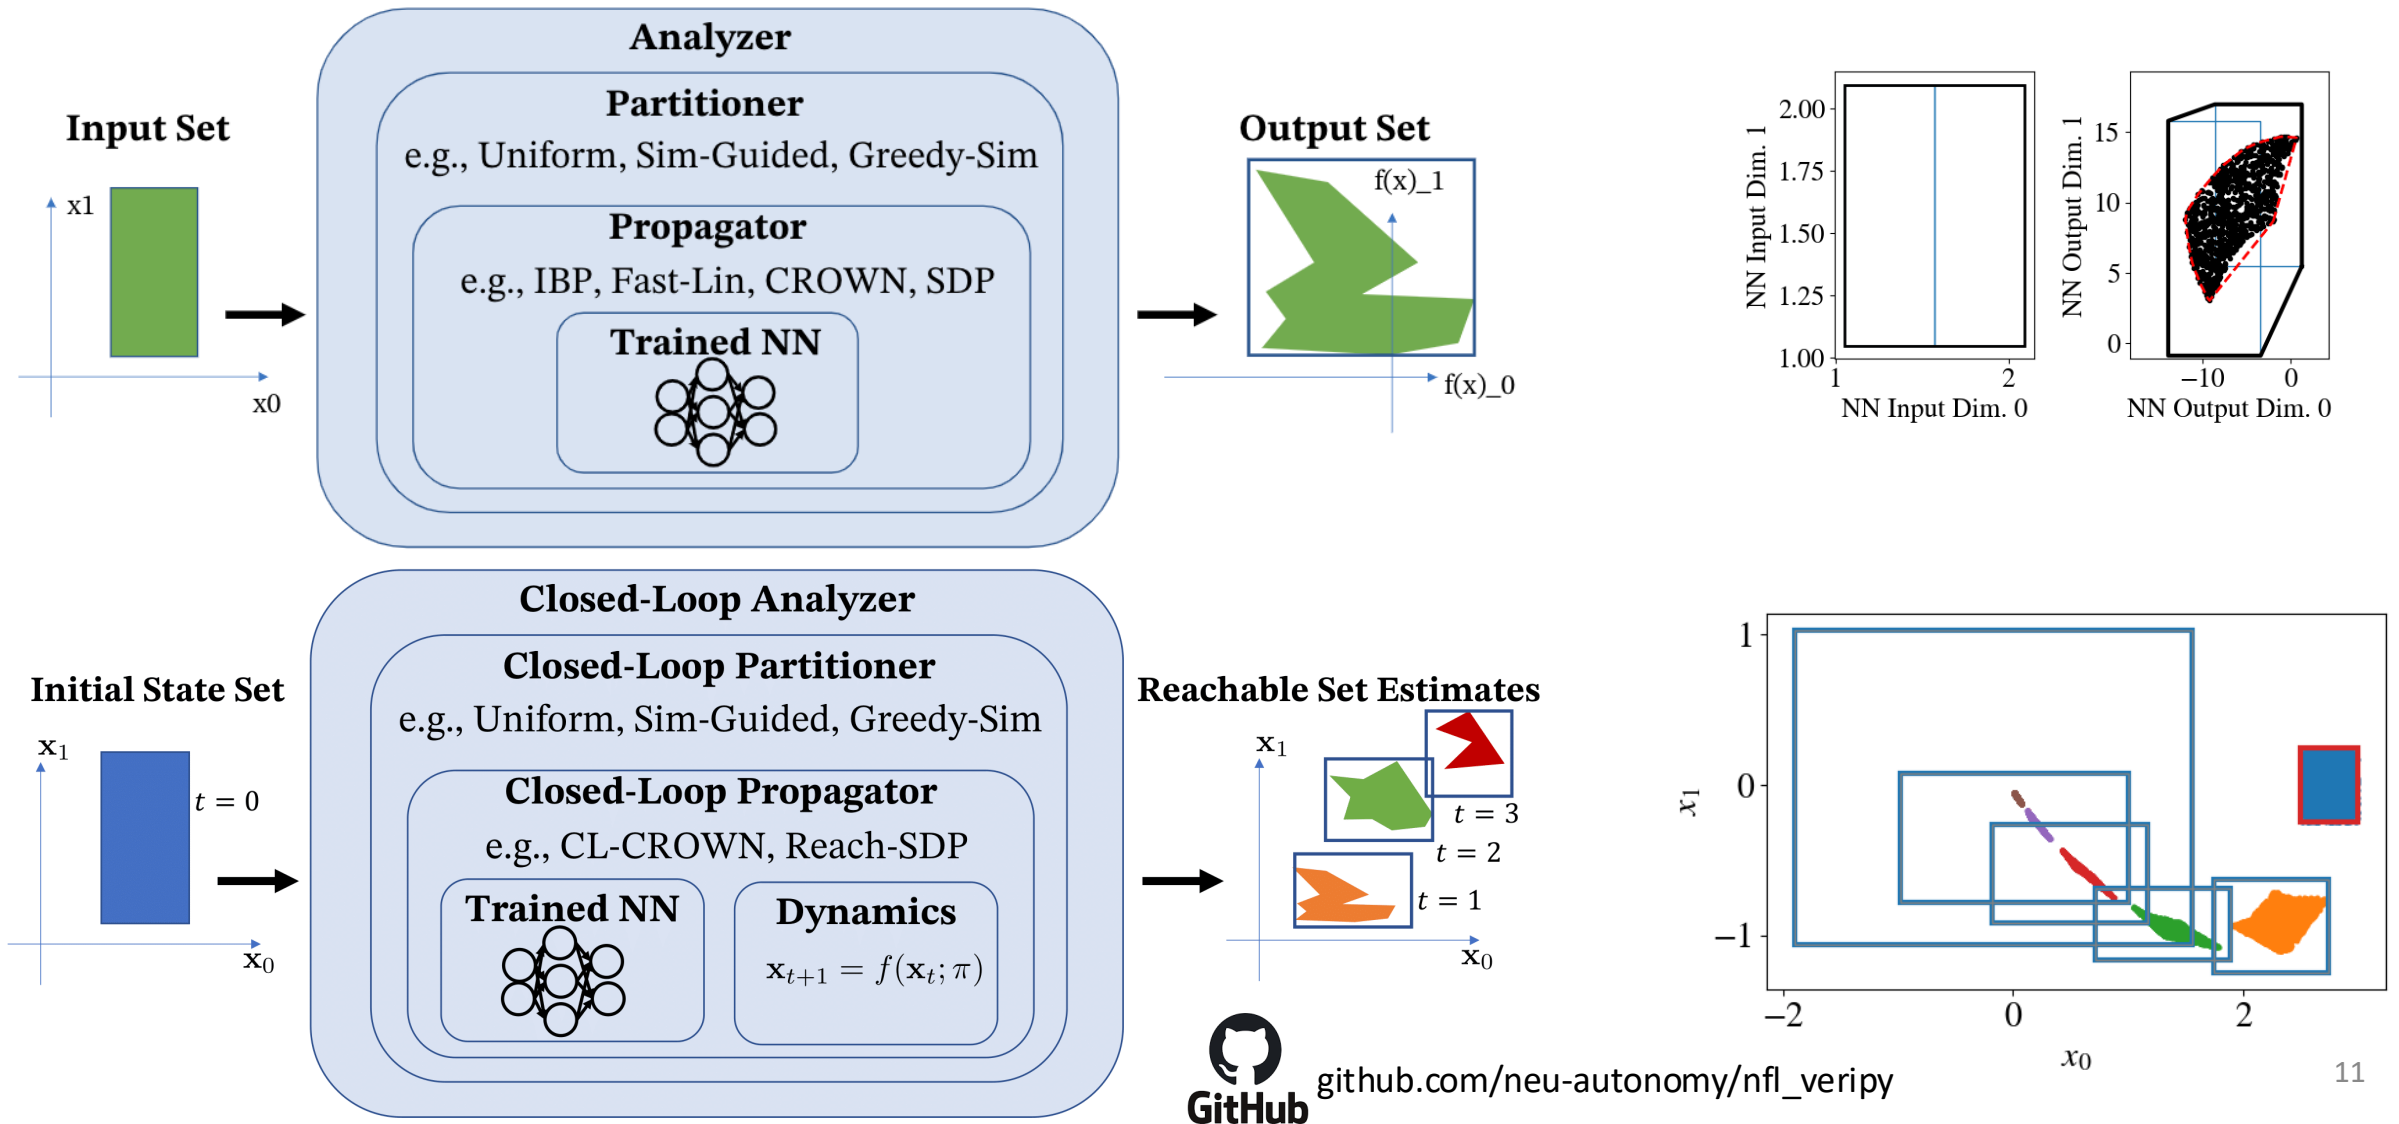 Analyzer
Partitioner
e.g., Uniform, Sim-Guided, Greedy-Sim
Propagator
e.g., IBP, Fast-Lin, CROWN, SDP
Trained NN
Input Set
x1
x0
Output Set
f(x)_1
f(x)_0
NN Input Dim. 1
2.00
1.75
1.50
1.25
1.00
1
2
NN Input Dim. 0
NN Output Dim. 1
15
10
5
0
−10
0
NN Output Dim. 0
Closed-Loop Analyzer
Closed-Loop Partitioner
e.g., Uniform, Sim-Guided, Greedy-Sim
Closed-Loop Propagator
e.g., CL-CROWN, Reach-SDP
Trained NN
Dynamics
x_{t+1} = f(x_t; π)
Initial State Set
x₁
t = 0
x₀
Reachable Set Estimates
x₁
t = 3
t = 2
t = 1
x₀
x₁
1
0
−1
−2
0
2
x₀
GitHub
github.com/neu-autonomy/nfl_veripy
11